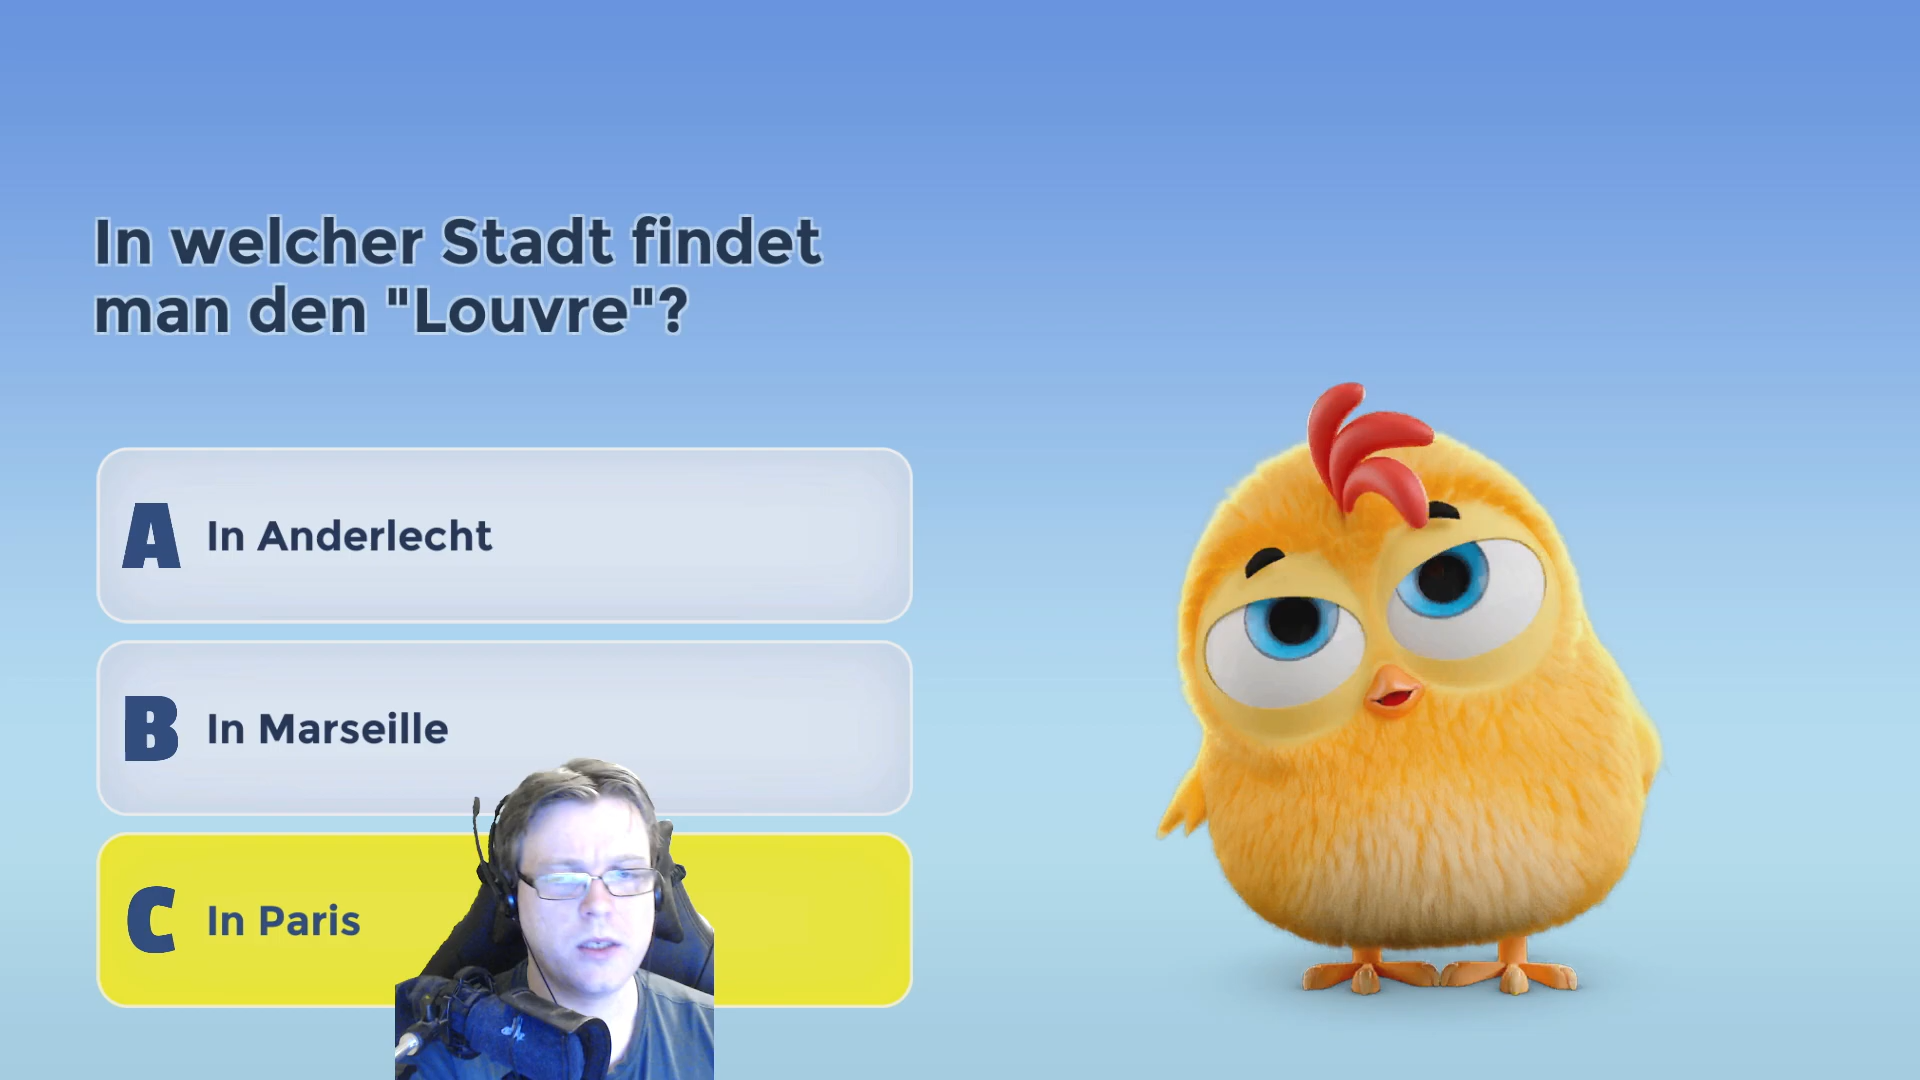 In welcher Stadt findet
man den "Louvre"?
A In Anderlecht
B In Marseille
C In Paris